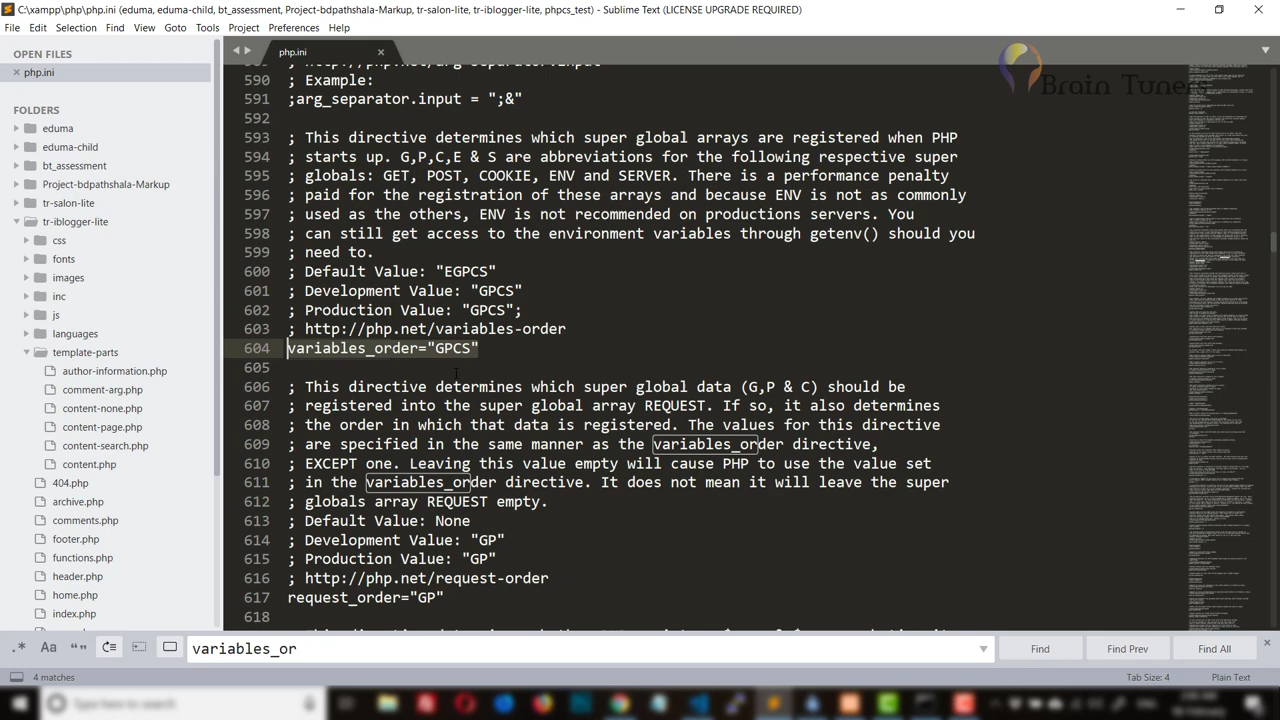 C:\xampp\php\php.ini (eduma, eduma-child, bt_assessment, Project-bdpathshala-Markup, tr-salon-lite, tr-iblogger-lite, phpcs_test) - Sublime Text (LICENSE UPGRADE REQUIRED)
File Edit Selection Find View Goto Tools Project Preferences Help
OPEN FILES
php.ini
FOLDERS
eduma
eduma-child
bt_assessment
Project-bdpathshala-Markup
tr-salon-lite
tr-iblogger-lite
css
fonts
images
inc
js
languages
template-parts
author-information.php
comment-arg.php
content-none.php
content-page.php
content-search.php
content.php
404.php
archive.php
comments.php
footer.php
functions.php
header.php
home.php
index.php
php.ini
Brain Tunes
590 ; Example:
591 ;arg_separator.input = ";&"
592
593 ; This directive determines which super global arrays are registered when PHP
594 ; starts up. G,P,C,E & S are abbreviations for the following respective super
595 ; globals: GET, POST, COOKIE, ENV and SERVER. There is a performance penalty
596 ; paid for the registration of these arrays and because ENV is not as commonly
597 ; used as the others, ENV is not recommended on productions servers. You
598 ; can still get access to the environment variables through getenv() should you
599 ; need to.
600 ; Default Value: "EGPCS"
601 ; Development Value: "GPCS"
602 ; Production Value: "GPCS";
603 ; http://php.net/variables-order
604 variables_order="GPCS"
606 ; This directive determines which super global data (G,P & C) should be
607 ; registered into the super global array REQUEST. If so, it also determines
608 ; the order in which that data is registered. The values for this directive
609 ; are specified in the same manner as the variables_order directive,
610 ; EXCEPT one. Leaving this value empty will cause PHP to use the value set
611 ; in the variables_order directive. It does not mean it will leave the super
612 ; globals array REQUEST empty.
613 ; Default Value: None
614 ; Development Value: "GP"
615 ; Production Value: "GP"
616 ; http://php.net/request-order
617 request_order="GP"
618
.* Aa “” variables_or Find Find Prev Find All
4 matches Tab Size: 4 Plain Text